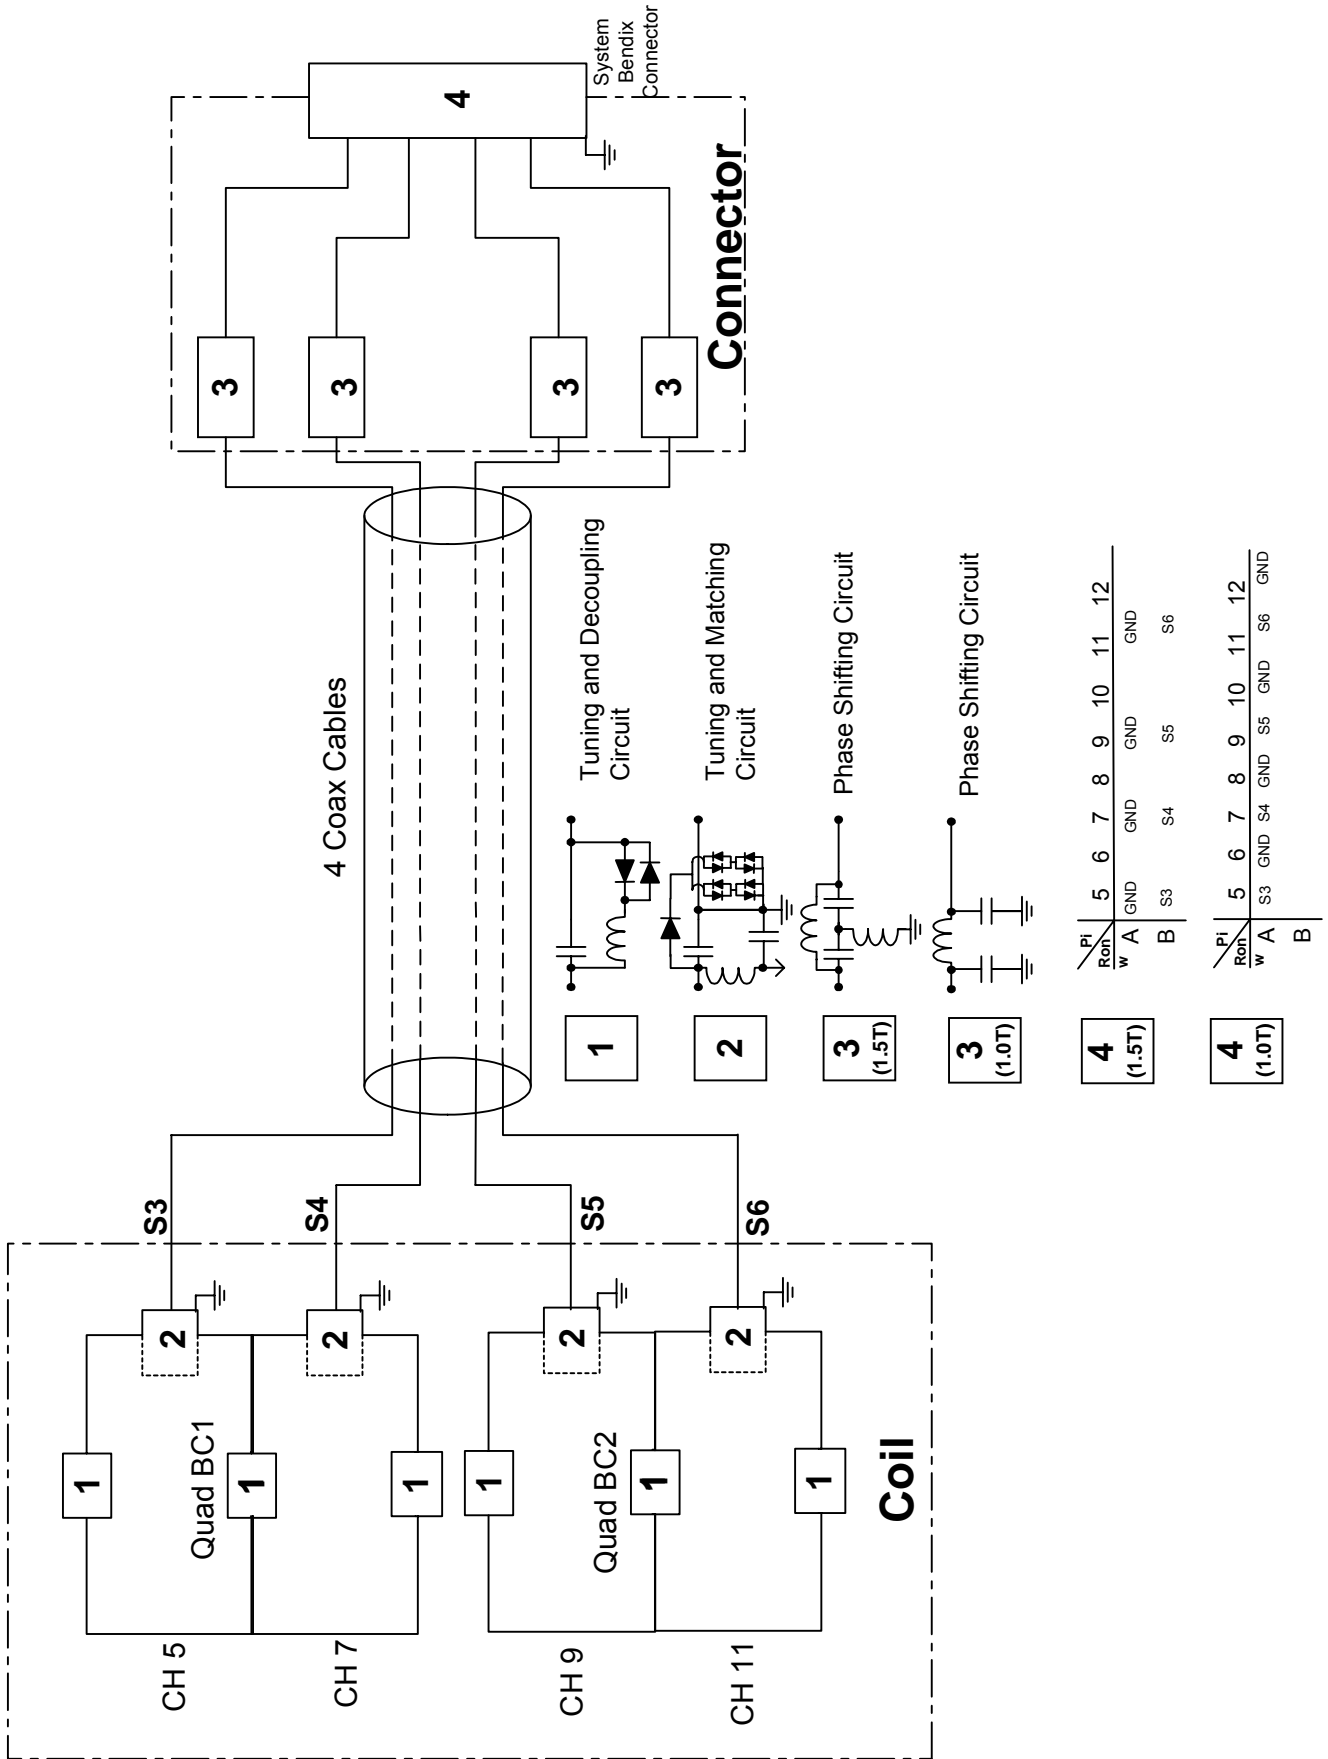 CH 5
CH 7
CH 9
CH 11
1
Quad BC1
1
1
1
Quad BC2
1
1
Coil
2
2
2
2
S3
S4
S5
S6
4 Coax Cables
3
3
3
3
Connector
4
System
Bendix
Connector
1
Tuning and Decoupling
Circuit
2
Tuning and Matching
Circuit
3
(1.5T)
Phase Shifting Circuit
3
(1.0T)
Phase Shifting Circuit
4
(1.5T)
Pi
Ron
w
5 6 7 8 9 10 11 12
A GND GND GND GND
B S3 S4 S5 S6
4
(1.0T)
Pi
Ron
w
5 6 7 8 9 10 11 12
A S3 GND S4 GND S5 GND S6 GND
B